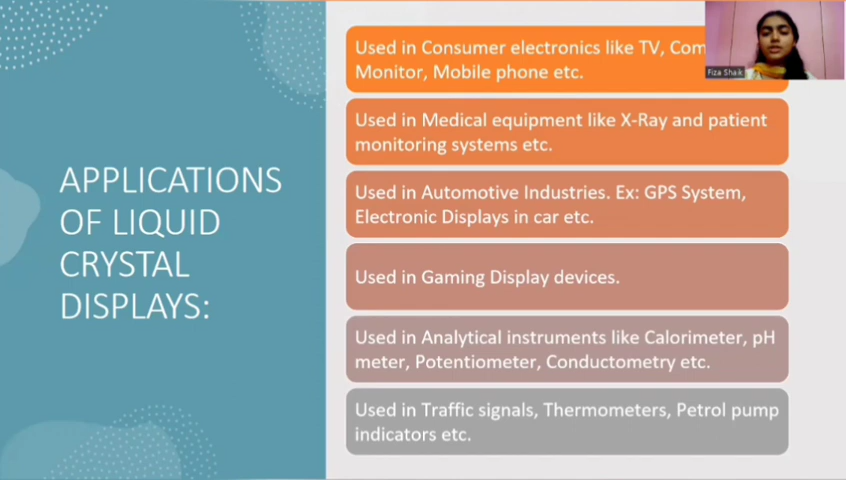 APPLICATIONS
OF LIQUID
CRYSTAL
DISPLAYS:
Used in Consumer electronics like TV, Com
Monitor, Mobile phone etc.
Used in Medical equipment like X-Ray and patient
monitoring systems etc.
Used in Automotive Industries. Ex: GPS System,
Electronic Displays in car etc.
Used in Gaming Display devices.
Used in Analytical instruments like Calorimeter, pH
meter, Potentiometer, Conductometry etc.
Used in Traffic signals, Thermometers, Petrol pump
indicators etc.
Fiza Shaik